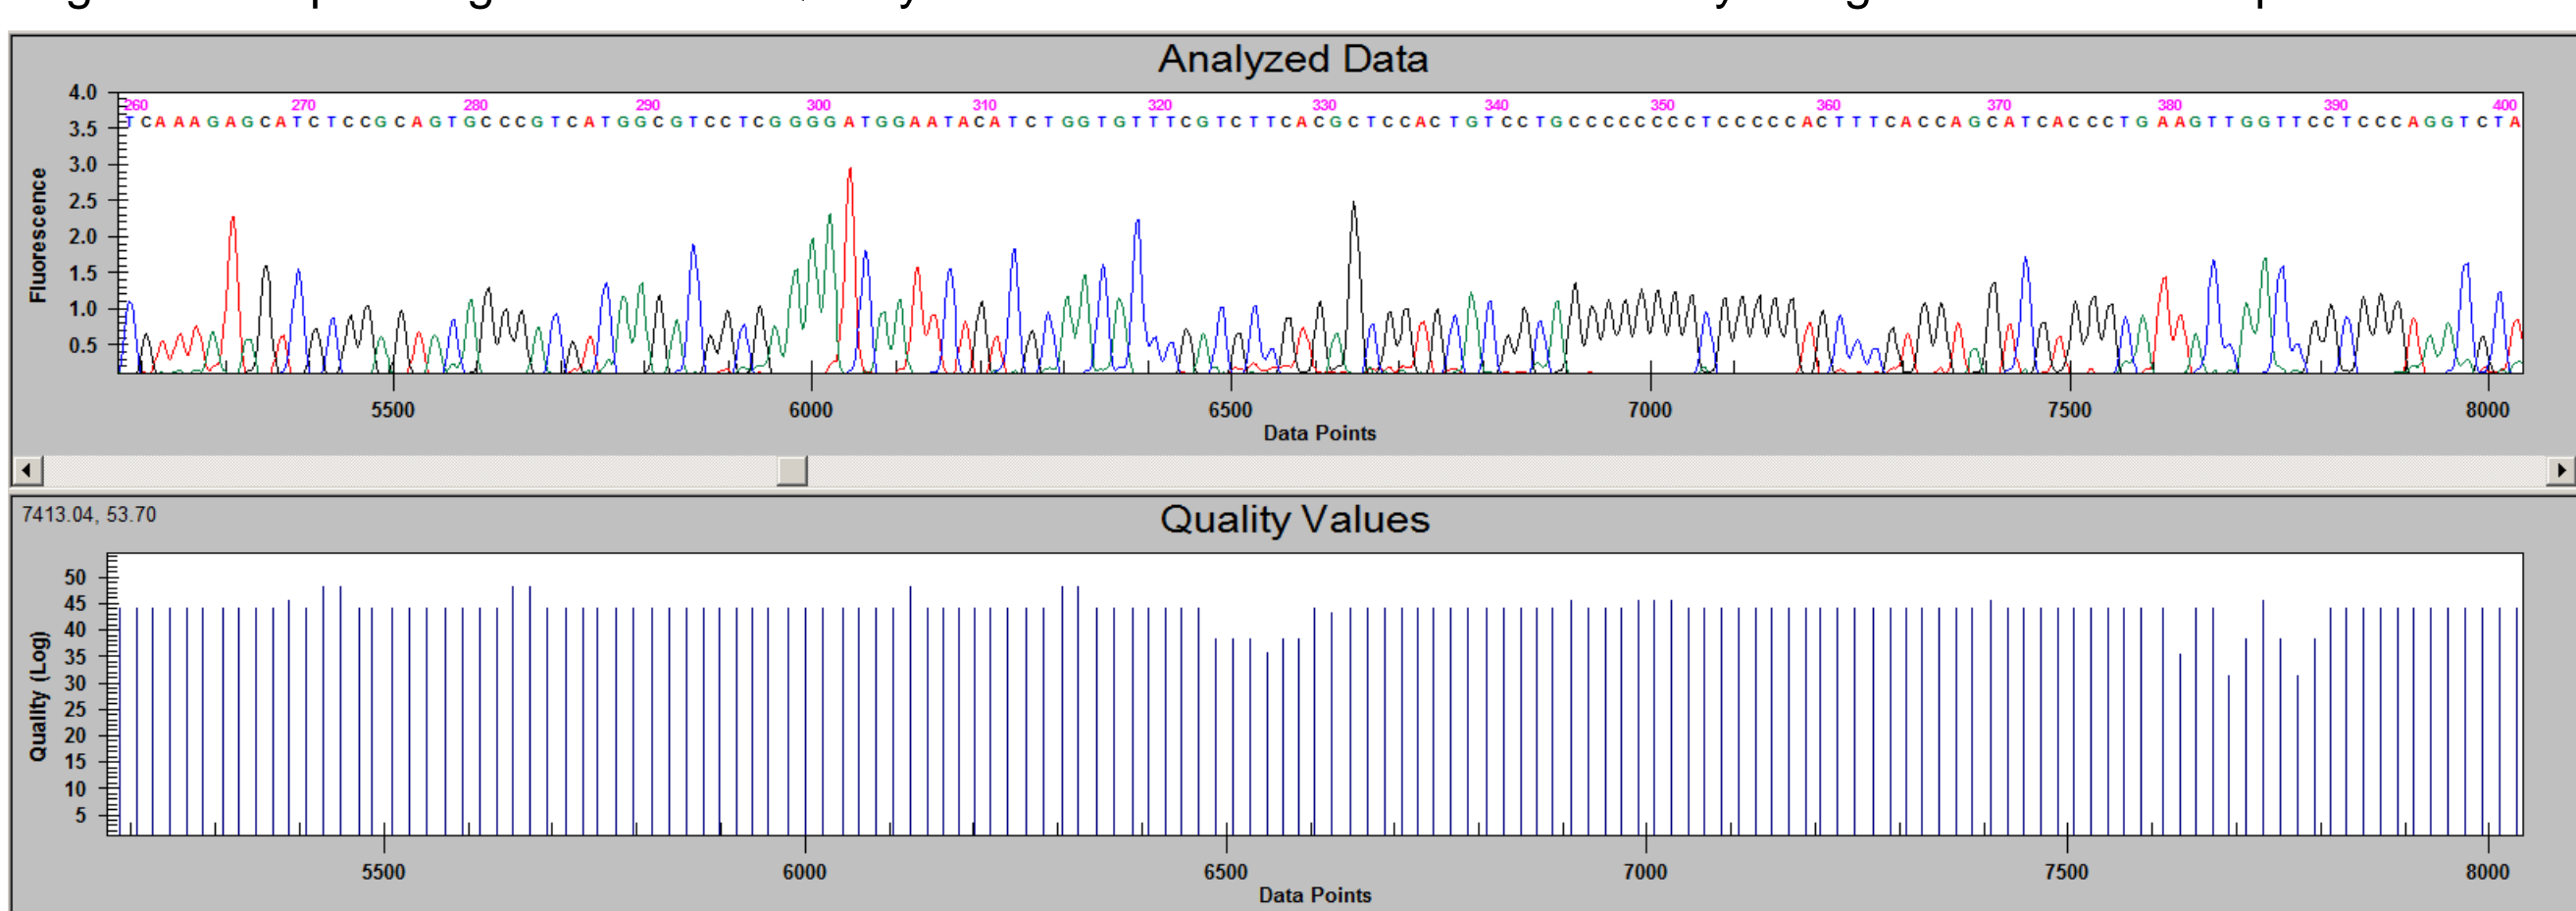 Analyzed Data
4.0
260 270 280 290 300 310 320 330 340 350 360 370 380 390 400
TCAAAGAGCATCTCCGCAGTGCCCGTCATGGCGTCCTCGGGGATGGAATACATCTGGTGTTTCGTCTTCACGCTCCACTGTCCTGCCCCCCCCTCCCCCACTTTCACCAGCATCACCCTGAAGTTGGTTCCTCCCAGGTCTA
3.5
3.0
2.5
2.0
1.5
1.0
0.5
Fluorescence
5500 6000 6500 7000 7500 8000
Data Points
7413.04, 53.70
Quality Values
50
45
40
35
30
25
20
15
10
5
Quality (Log)
5500 6000 6500 7000 7500 8000
Data Points